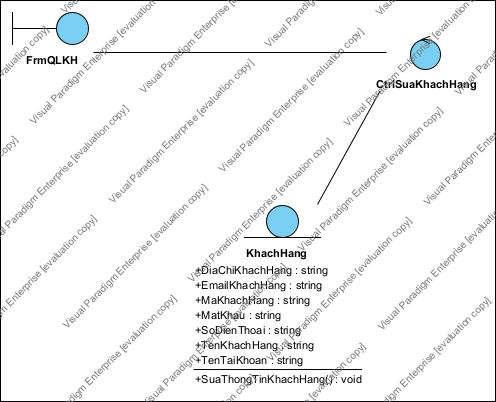 FrmQLKH
CtrlSuaKhachHang
KhachHang
+DiaChiKhachHang : string
+EmailKhachHang : string
+MaKhachHang : string
+MatKhau : string
+SoDienThoai : string
+TenKhachHang : string
+TenTaiKhoan : string
+SuaThongTinKhachHang() : void
Visual Paradigm Enterprise [evaluation copy]